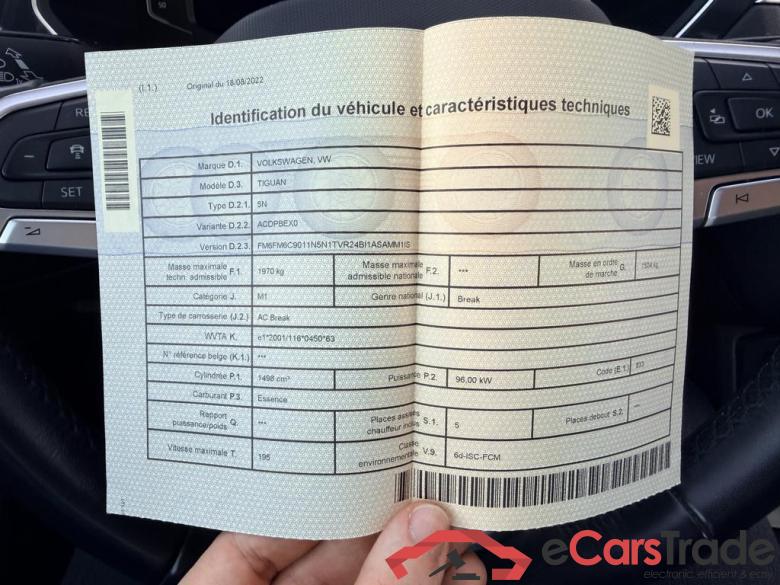 (I.1.) Original du 18/08/2022
Identification du véhicule et caractéristiques techniques
Marque D.1. VOLKSWAGEN, VW
Modèle D.3. TIGUAN
Type D.2.1. 5N
Variante D.2.2. ACDPBEX0
Version D.2.3. FM6FM6C9011N5N1TVR24BI1ASAMM1IS
Masse maximale techn. admissible F.1. 1970 kg Masse maximale admissible nationale F.2. *** Masse en ordre de marche G.
Catégorie J. M1 Genre national (J.1.) Break
Type de carrosserie (J.2.) AC Break
WVTA K. e1*2001/116*0450*63
N° référence belge (K.1.) ***
Cylindrée P.1. 1498 cm³ Puissance P.2. 96,00 kW Code (E.1.)
Carburant P.3. Essence
Rapport puissance/poids Q. *** Places assises chauffeur inclus S.1. 5 Places debout S.2. ---
Vitesse maximale T. 195 Classe environnementale V.9. 6d-ISC-FCM
RE
SET
OK
VIEW
50
eCarsTrade
electronic, efficient & easy